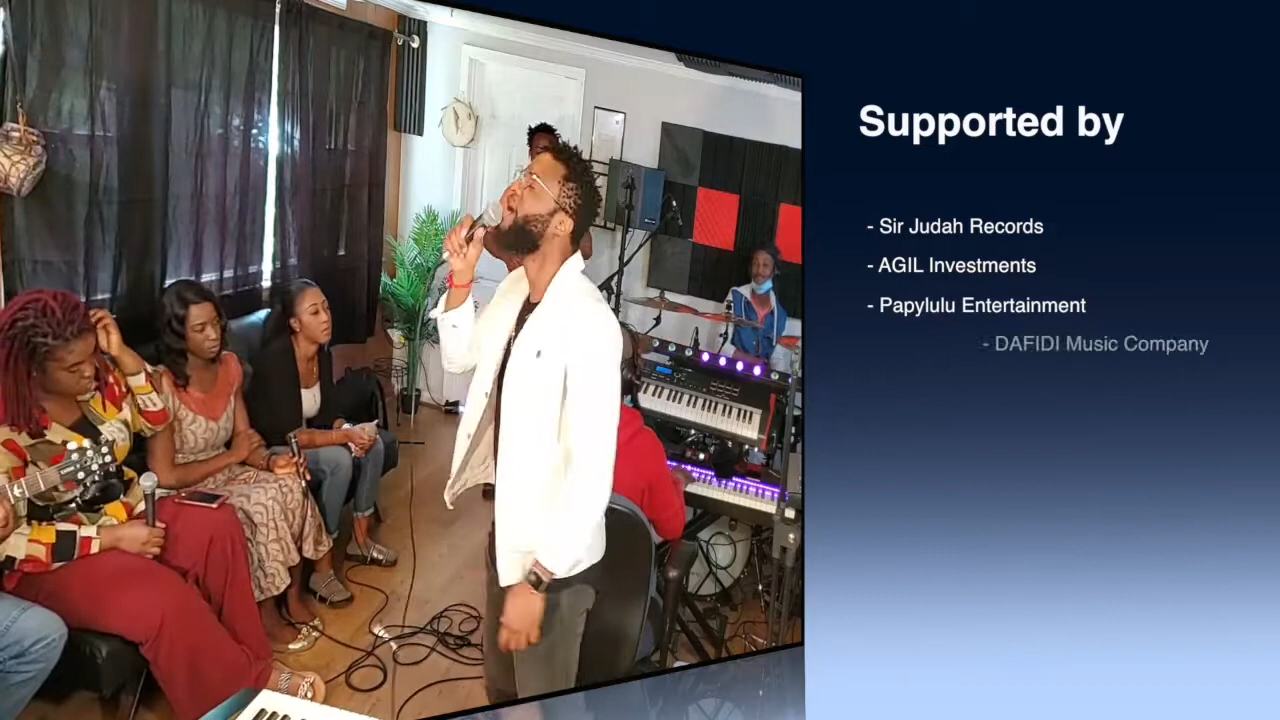 Supported by
- Sir Judah Records
- AGIL Investments
- Papylulu Entertainment
- DAFIDI Music Company